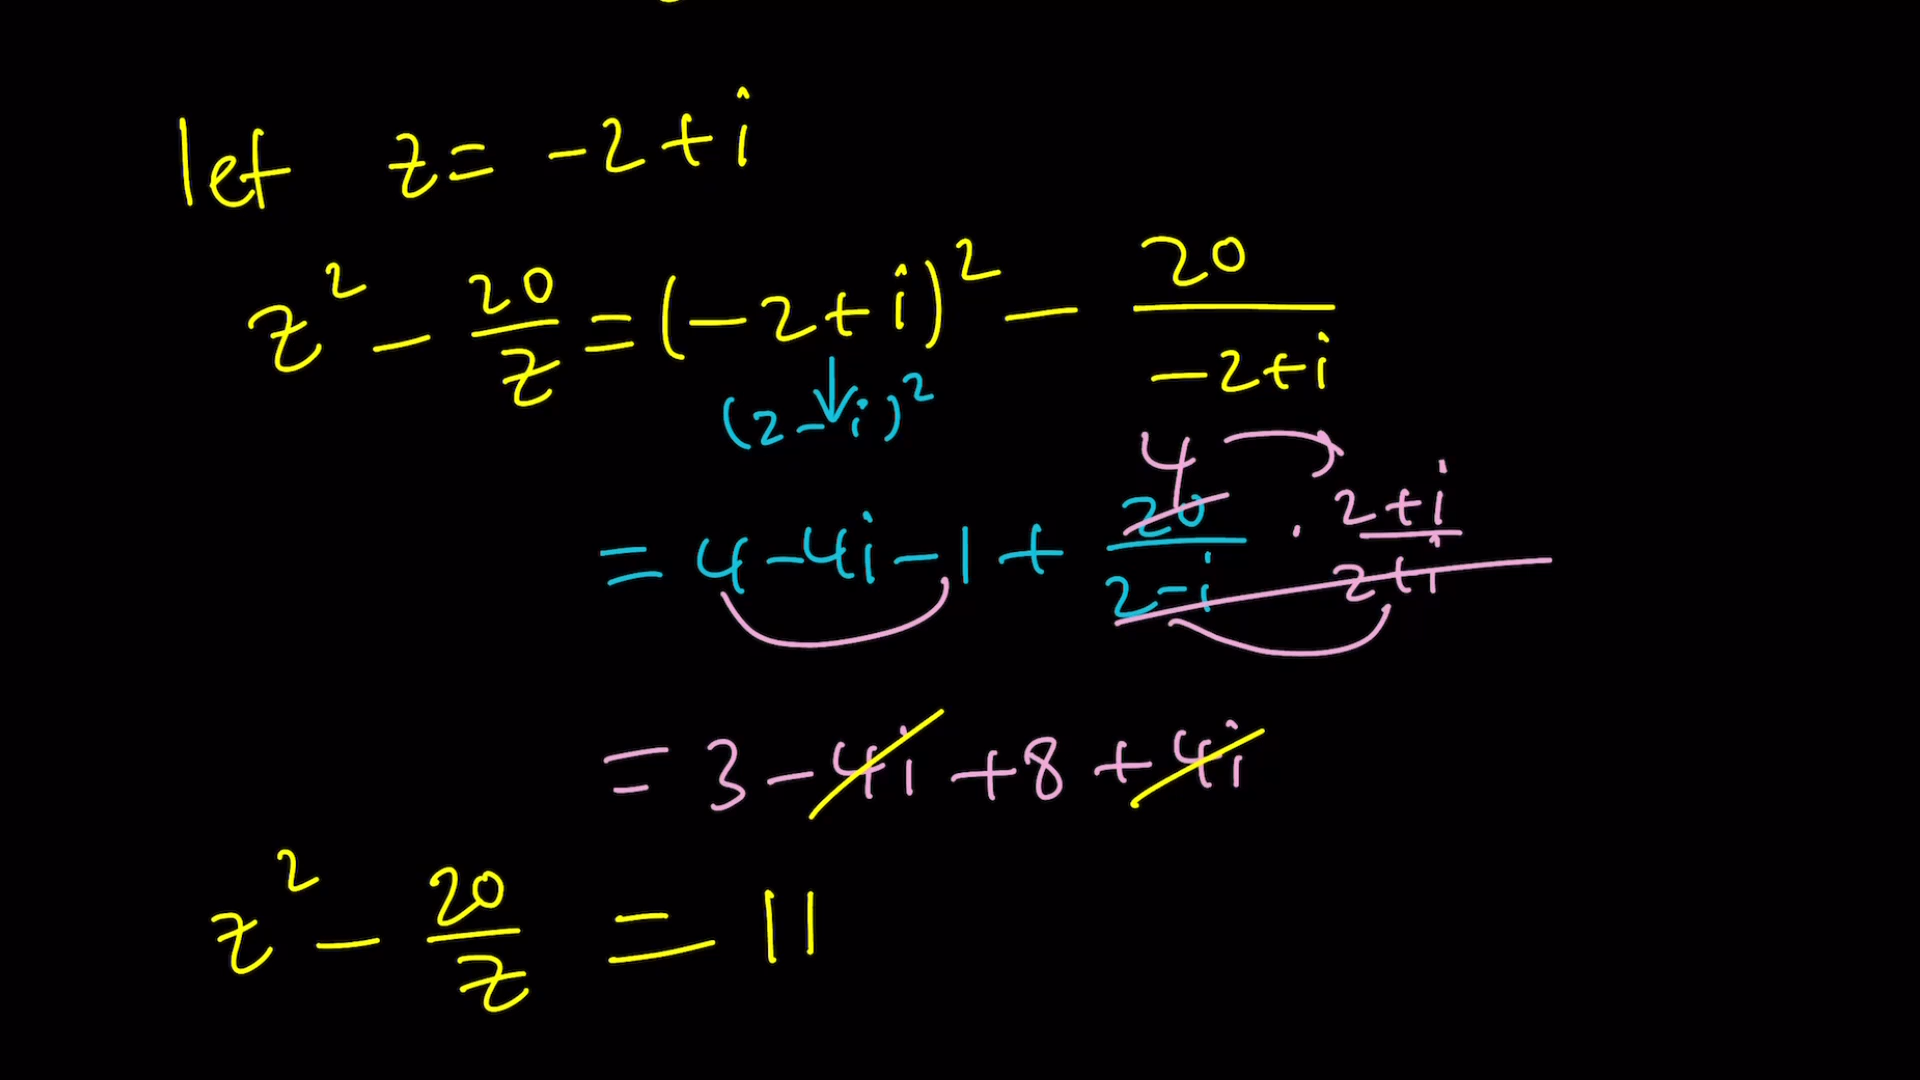 let z = -2+i
z² - 20/z = (-2+i)² - 20/(-2+i)
(2-i)²
4
= 4-4i-1 + 20/(2-i) · (2+i)/(2+i)
= 3-4i+8+4i
z² - 20/z = 11